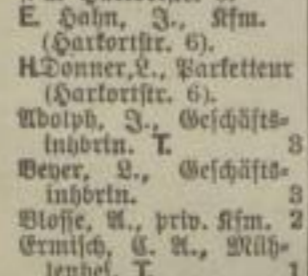 E. Hahn, J., Kfm.
(Harkortstr. 6).
H. Donner, L., Parketteur
(Harkortstr. 6).
Adolph, J., Geschäfts-
inhbrin. T. 3
Beyer, L., Geschäfts-
inhbrin. 3
Blosse, A., priv. Kfm. 2
Ermisch, C. A., Müh-
lenbes. T. 1